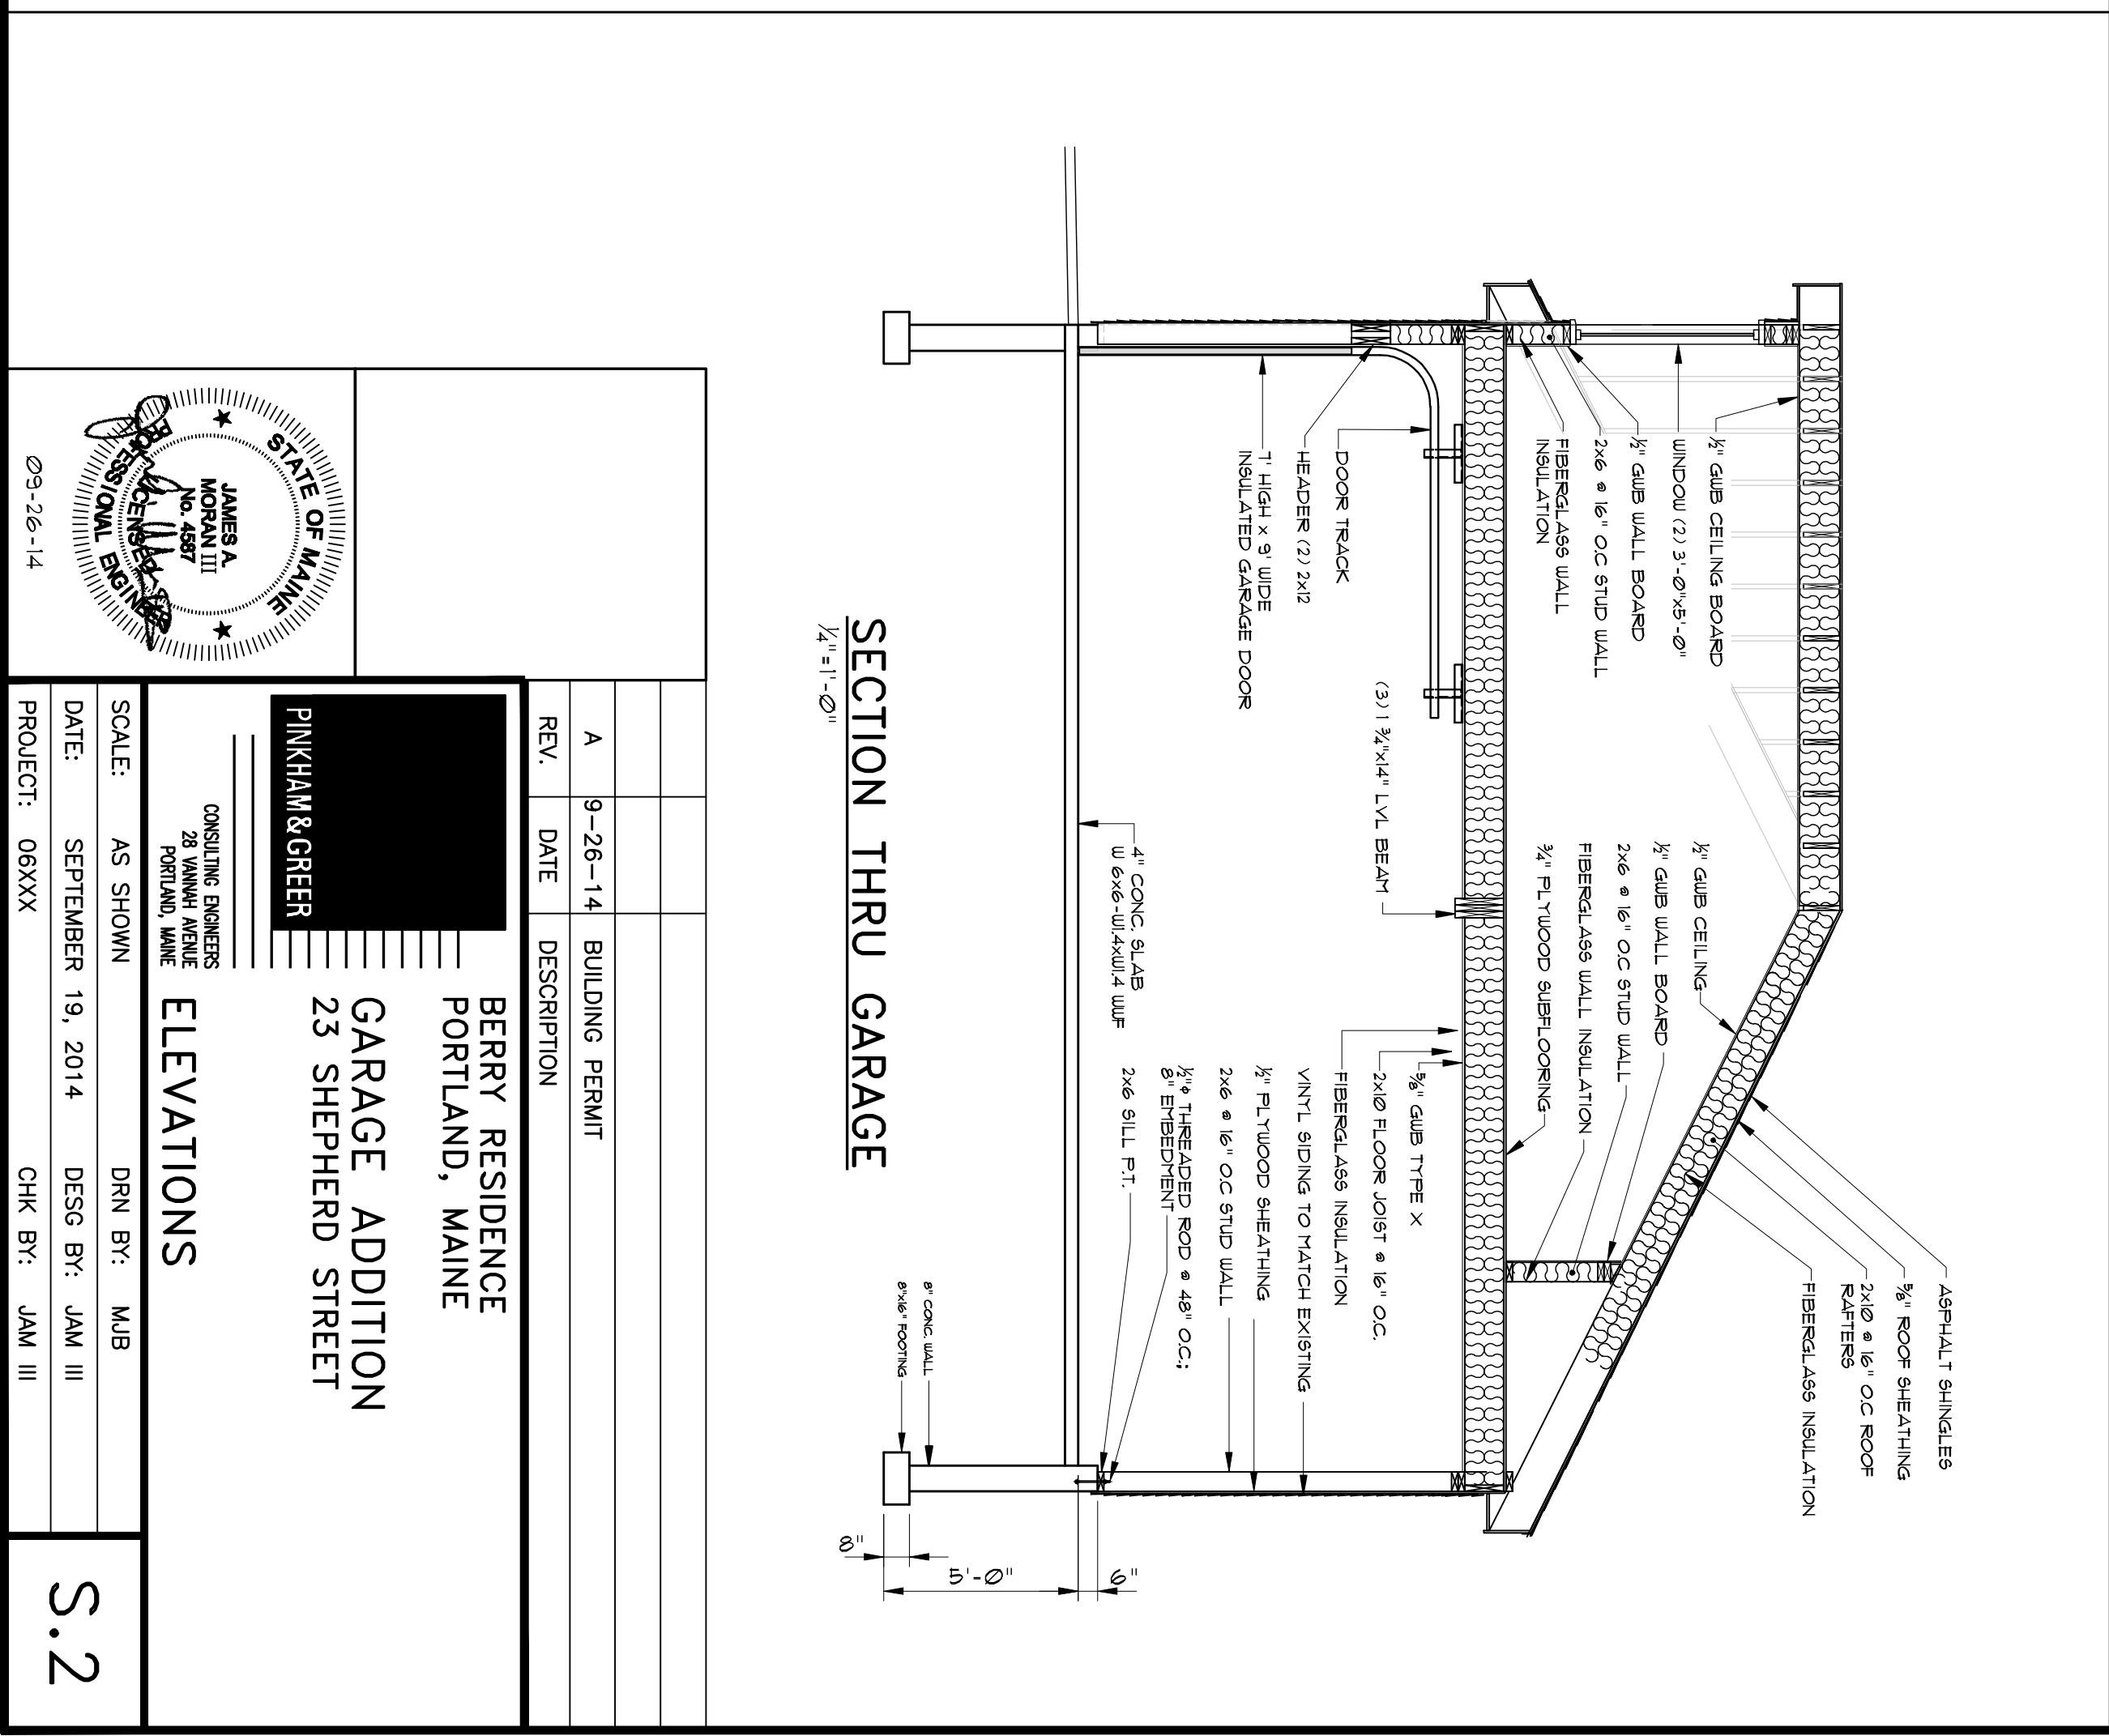 ASPHALT SHINGLES
5/8" ROOF SHEATHING
2x10 @ 16" O.C ROOF
RAFTERS
FIBERGLASS INSULATION
1/2" GWB CEILING BOARD
WINDOW (2) 3'-0"x5'-0"
1/2" GWB WALL BOARD
2x6 @ 16" O.C STUD WALL
FIBERGLASS WALL
INSULATION
1/2" GWB CEILING
1/2" GWB WALL BOARD
2x6 @ 16" O.C STUD WALL
FIBERGLASS WALL INSULATION
3/4" PLYWOOD SUBFLOORING
DOOR TRACK
HEADER (2) 2x12
7' HIGH x 9' WIDE
INSULATED GARAGE DOOR
(3) 1 3/4"x14" LVL BEAM
5/8" GWB TYPE X
2x10 FLOOR JOIST @ 16" O.C.
FIBERGLASS INSULATION
VINYL SIDING TO MATCH EXISTING
1/2" PLYWOOD SHEATHING
2x6 @ 16" O.C STUD WALL
1/2"φ THREADED ROD @ 48" O.C.;
8" EMBEDMENT
2x6 SILL P.T.
4" CONC. SLAB
W 6x6-W1.4xW1.4 WWF
8" CONC. WALL
8"x16" FOOTING
6"
5'-0"
8"
SECTION THRU GARAGE
1/4"=1'-0"
A 9-26-14 BUILDING PERMIT
REV. DATE DESCRIPTION
STATE OF MAINE
JAMES A.
MORAN III
No. 4587
LICENSED
PROFESSIONAL ENGINEER
09-26-14
PINKHAM&GREER
CONSULTING ENGINEERS
28 VANNAH AVENUE
PORTLAND, MAINE
BERRY RESIDENCE
PORTLAND, MAINE
GARAGE ADDITION
23 SHEPHERD STREET
ELEVATIONS
SCALE: AS SHOWN DRN BY: MJB
DATE: SEPTEMBER 19, 2014 DESG BY: JAM III
PROJECT: 06XXX CHK BY: JAM III
S.2